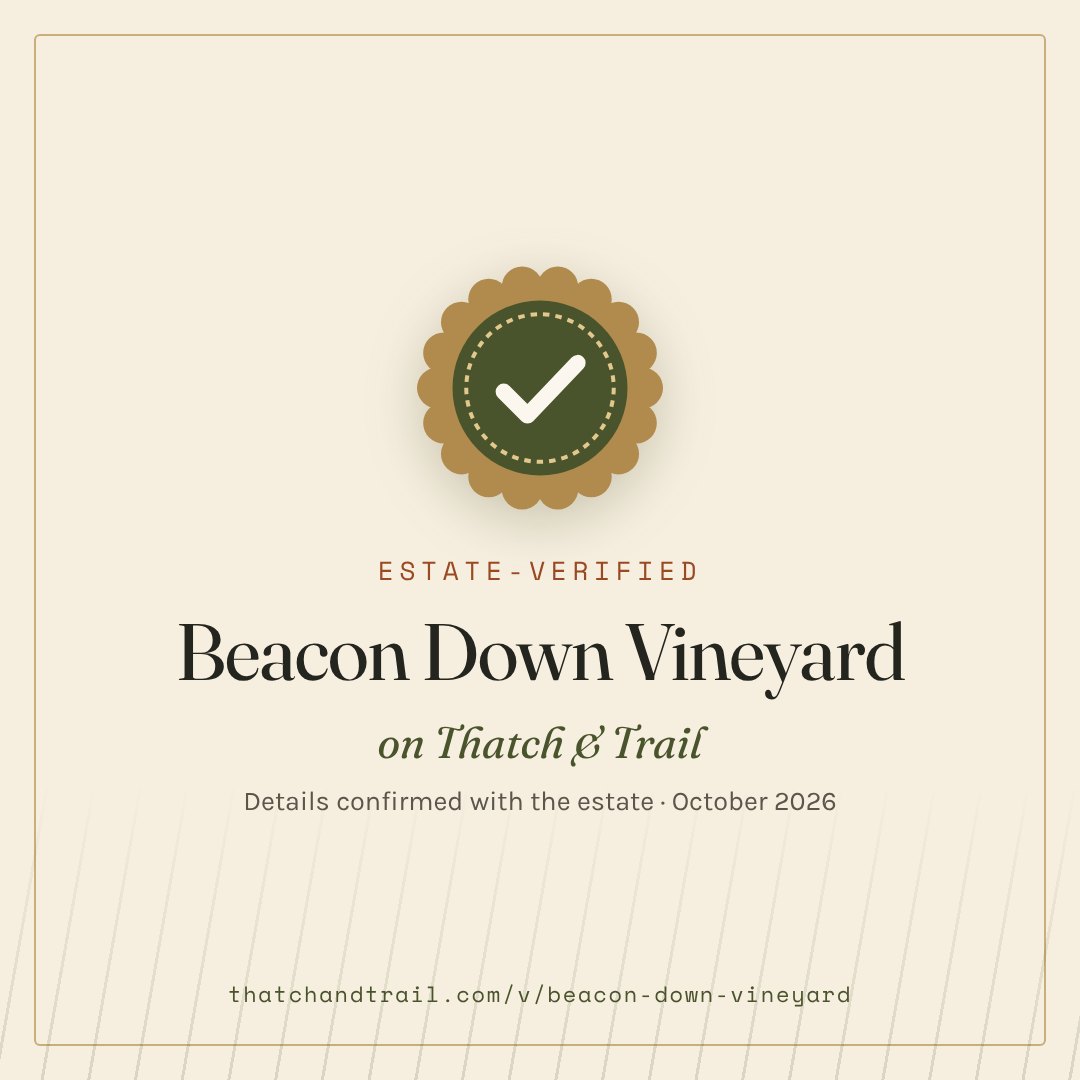 ESTATE-VERIFIED
Beacon Down Vineyard
on Thatch & Trail
Details confirmed with the estate · October 2026
thatchandtrail.com/v/beacon-down-vineyard